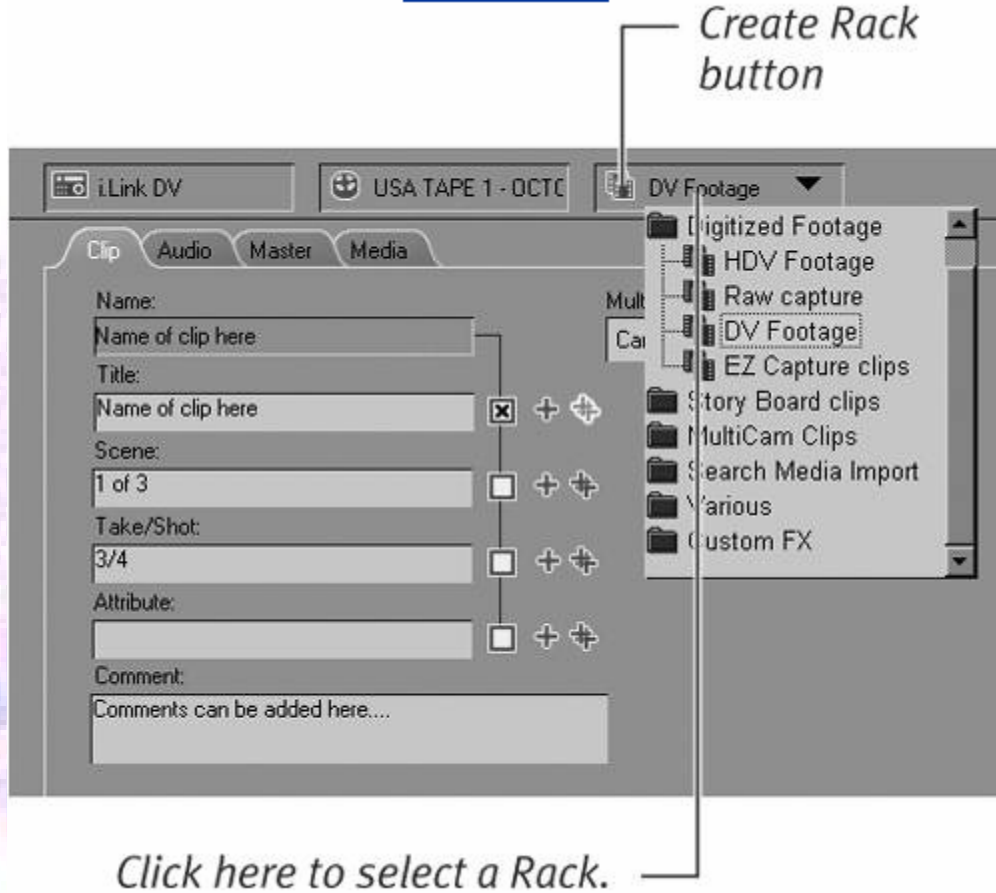 Create Rack
button
i.Link DV
USA TAPE 1 - OCTO
DV Footage
Clip
Audio
Master
Media
Name:
Name of clip here
Title:
Name of clip here
Scene:
1 of 3
Take/Shot:
3/4
Attribute:
Comment:
Comments can be added here....
Digitized Footage
HDV Footage
Raw capture
DV Footage
EZ Capture clips
Story Board clips
MultiCam Clips
Search Media Import
Various
Custom FX
Click here to select a Rack.